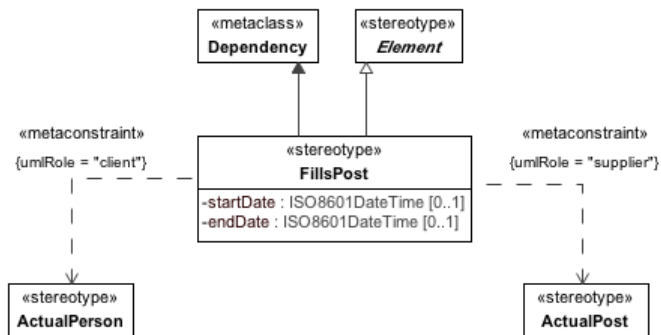 «metaclass»
Dependency
«stereotype»
Element
«metaconstraint»
{umlRole = "client"}
«stereotype»
FillsPost
-startDate : ISO8601DateTime [0..1]
-endDate : ISO8601DateTime [0..1]
«metaconstraint»
{umlRole = "supplier"}
«stereotype»
ActualPerson
«stereotype»
ActualPost